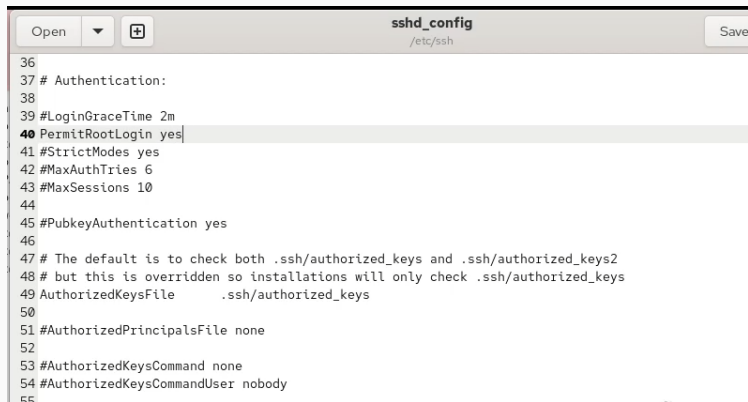 Open
sshd_config
/etc/ssh
Save
36
37 # Authentication:
38
39 #LoginGraceTime 2m
40 PermitRootLogin yes
41 #StrictModes yes
42 #MaxAuthTries 6
43 #MaxSessions 10
44
45 #PubkeyAuthentication yes
46
47 # The default is to check both .ssh/authorized_keys and .ssh/authorized_keys2
48 # but this is overridden so installations will only check .ssh/authorized_keys
49 AuthorizedKeysFile      .ssh/authorized_keys
50
51 #AuthorizedPrincipalsFile none
52
53 #AuthorizedKeysCommand none
54 #AuthorizedKeysCommandUser nobody
55